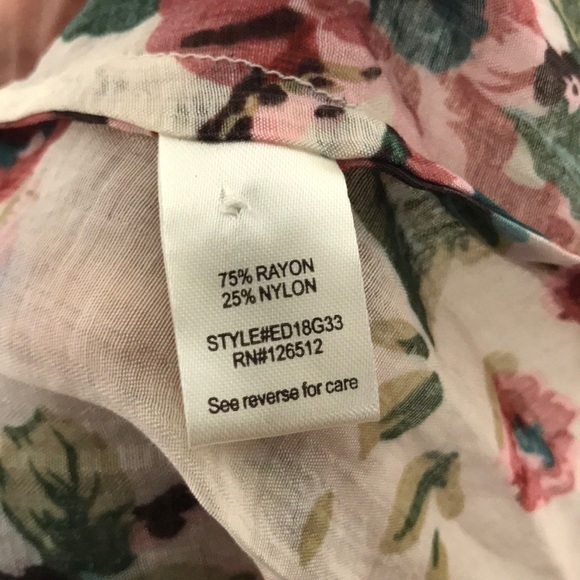 75% RAYON
25% NYLON
STYLE#ED18G33
RN#126512
See reverse for care